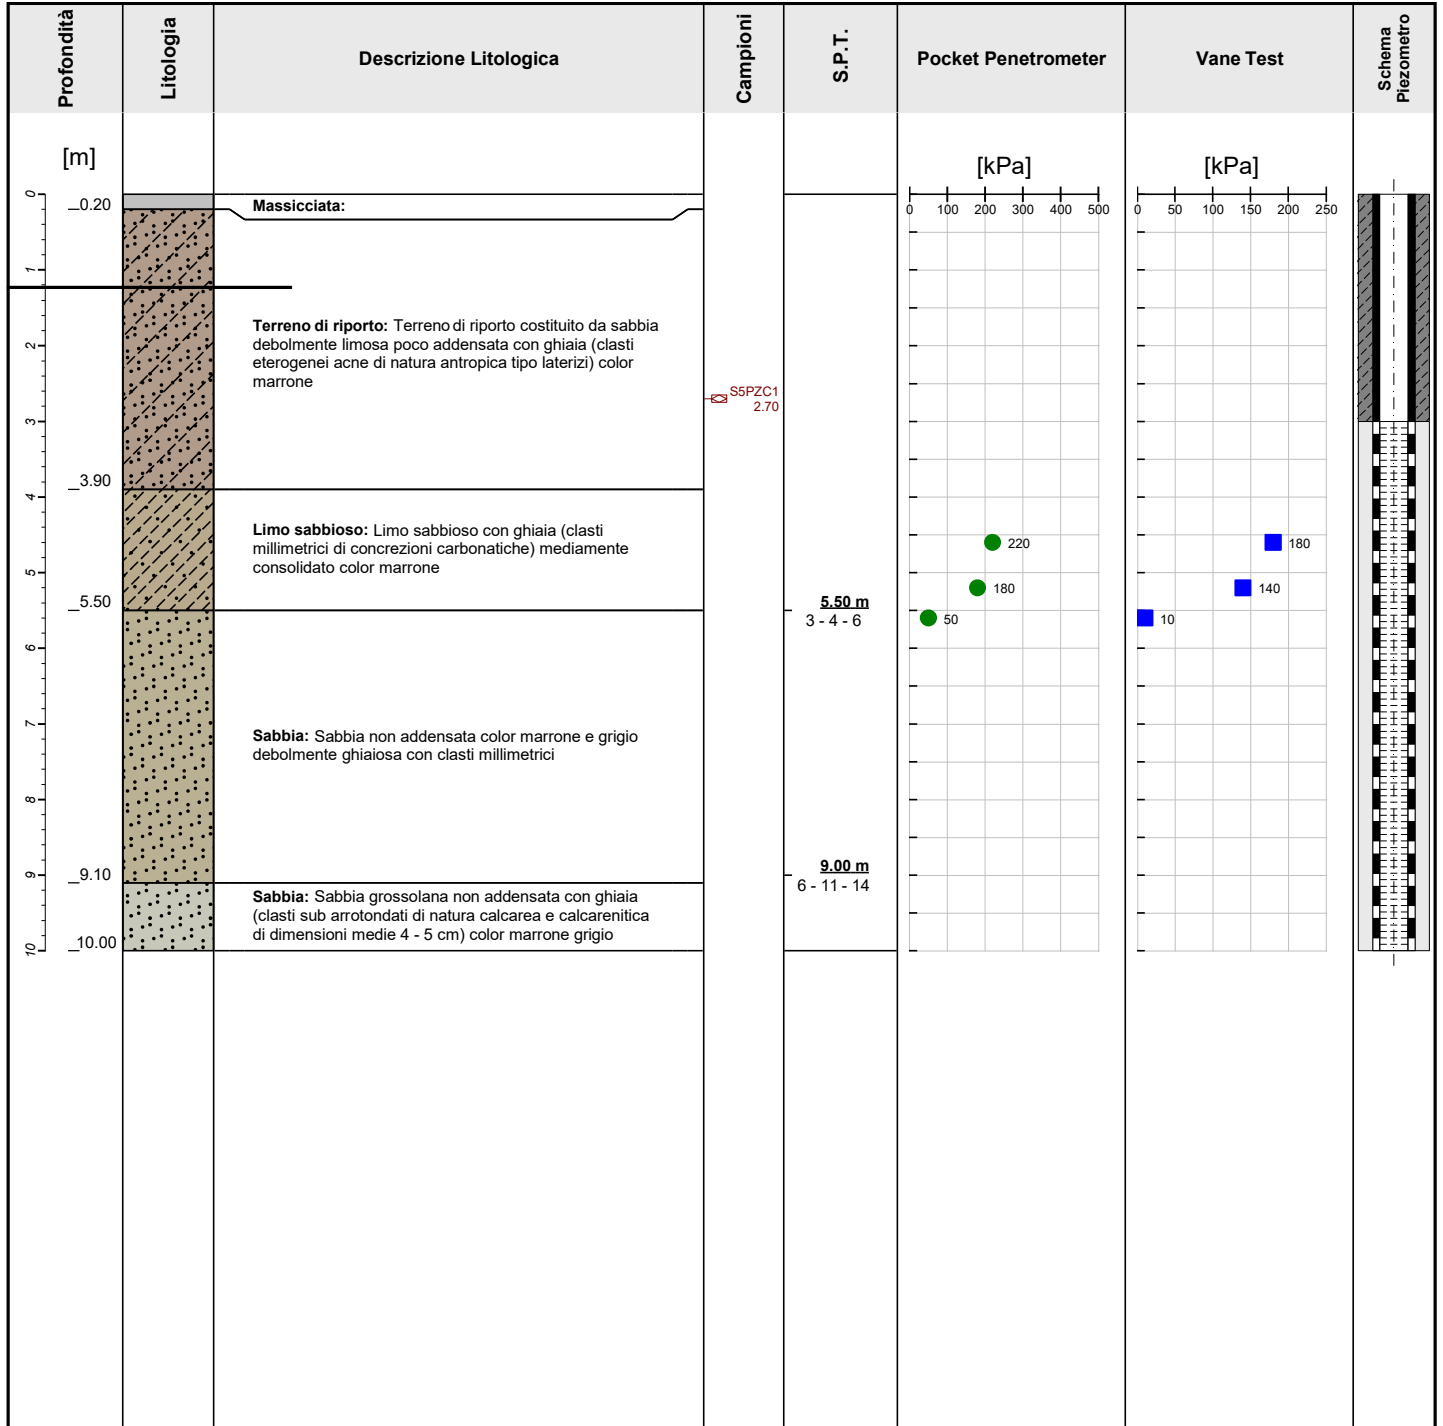 Profondità
Litologia
Descrizione Litologica
Campioni
S.P.T.
Pocket Penetrometer
Vane Test
Schema
Piezometro
[m]
[kPa]
[kPa]
0 100 200 300 400 500
0 50 100 150 200 250
0
1
2
3
4
5
6
7
8
9
10
0.20
3.90
5.50
9.10
10.00
Massicciata:
Terreno di riporto: Terreno di riporto costituito da sabbia
debolmente limosa poco addensata con ghiaia (clasti
eterogenei acne di natura antropica tipo laterizi) color
marrone
Limo sabbioso: Limo sabbioso con ghiaia (clasti
millimetrici di concrezioni carbonatiche) mediamente
consolidato color marrone
Sabbia: Sabbia non addensata color marrone e grigio
debolmente ghiaiosa con clasti millimetrici
Sabbia: Sabbia grossolana non addensata con ghiaia
(clasti sub arrotondati di natura calcarea e calcarenitica
di dimensioni medie 4 - 5 cm) color marrone grigio
S5PZC1
2.70
5.50 m
3 - 4 - 6
9.00 m
6 - 11 - 14
220
180
50
180
140
10